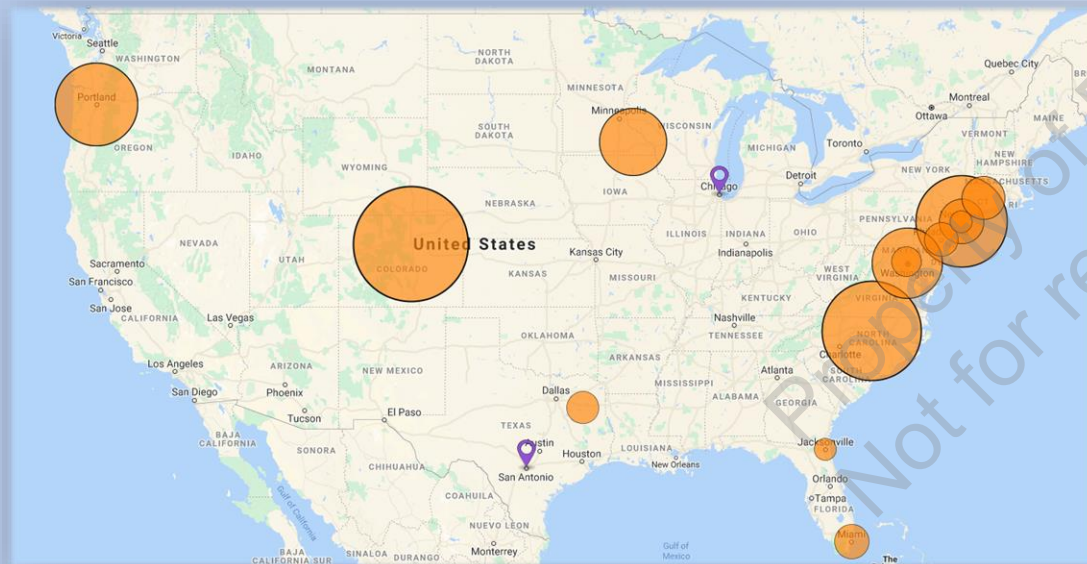 Victoria
Seattle
WASHINGTON
Portland
OREGON
MONTANA
IDAHO
WYOMING
NORTH
DAKOTA
SOUTH
DAKOTA
MINNESOTA
Minneapolis
WISCONSIN
MICHIGAN
Chicago
Detroit
Toronto
Ottawa
Montreal
Quebec City
MAINE
VERMONT
NEW
HAMPSHIRE
NEW YORK
PENNSYLVANIA
IOWA
NEBRASKA
United States
NEVADA
UTAH
COLORADO
KANSAS
Kansas City
MISSOURI
ILLINOIS
INDIANA
Indianapolis
OHIO
WEST
VIRGINIA
Washington
VIRGINIA
KENTUCKY
Nashville
TENNESSEE
NORTH
CAROLINA
Charlotte
SOUTH
CAROLINA
Atlanta
GEORGIA
ALABAMA
MISSISSIPPI
ARKANSAS
OKLAHOMA
Sacramento
San Francisco
San Jose
CALIFORNIA
Las Vegas
Los Angeles
San Diego
ARIZONA
Phoenix
Tucson
NEW MEXICO
El Paso
Dallas
TEXAS
Austin
San Antonio
Houston
LOUISIANA
New Orleans
Jacksonville
Orlando
Tampa
FLORIDA
Miami
The
BAJA
CALIFORNIA
SONORA
CHIHUAHUA
COAHUILA
NUEVO LEON
Monterrey
Gulf of California
BAJA
CALIFORNIA SUR
SINALOA
DURANGO
Gulf of
Mexico
Property of
Not for re